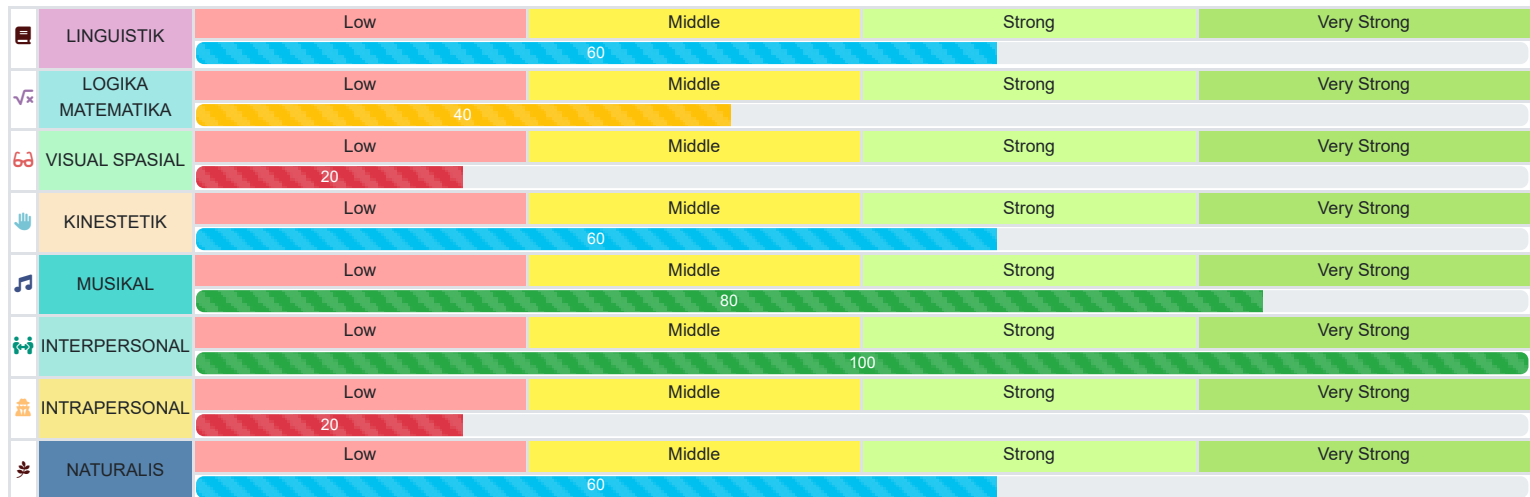 LINGUISTIK
Low Middle Strong Very Strong
60
LOGIKA
MATEMATIKA
Low Middle Strong Very Strong
40
VISUAL SPASIAL
Low Middle Strong Very Strong
20
KINESTETIK
Low Middle Strong Very Strong
60
MUSIKAL
Low Middle Strong Very Strong
80
INTERPERSONAL
Low Middle Strong Very Strong
100
INTRAPERSONAL
Low Middle Strong Very Strong
20
NATURALIS
Low Middle Strong Very Strong
60